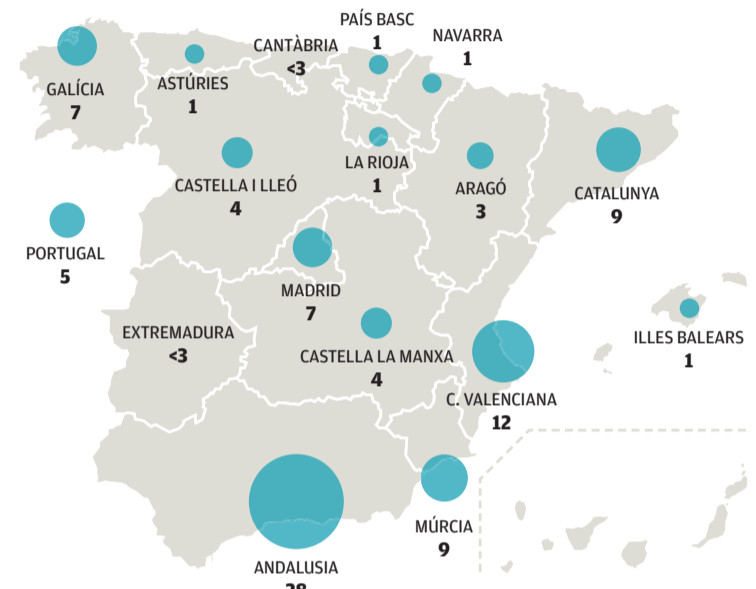 PAÍS BASC
1
NAVARRA
1
CANTÀBRIA
<3
GALÍCIA
7
ASTÚRIES
1
LA RIOJA
1
CASTELLA I LLEÓ
4
ARAGÓ
3
CATALUNYA
9
PORTUGAL
5
MADRID
7
EXTREMADURA
<3
CASTELLA LA MANXA
4
ILLES BALEARS
1
C. VALENCIANA
12
MÚRCIA
9
ANDALUSIA